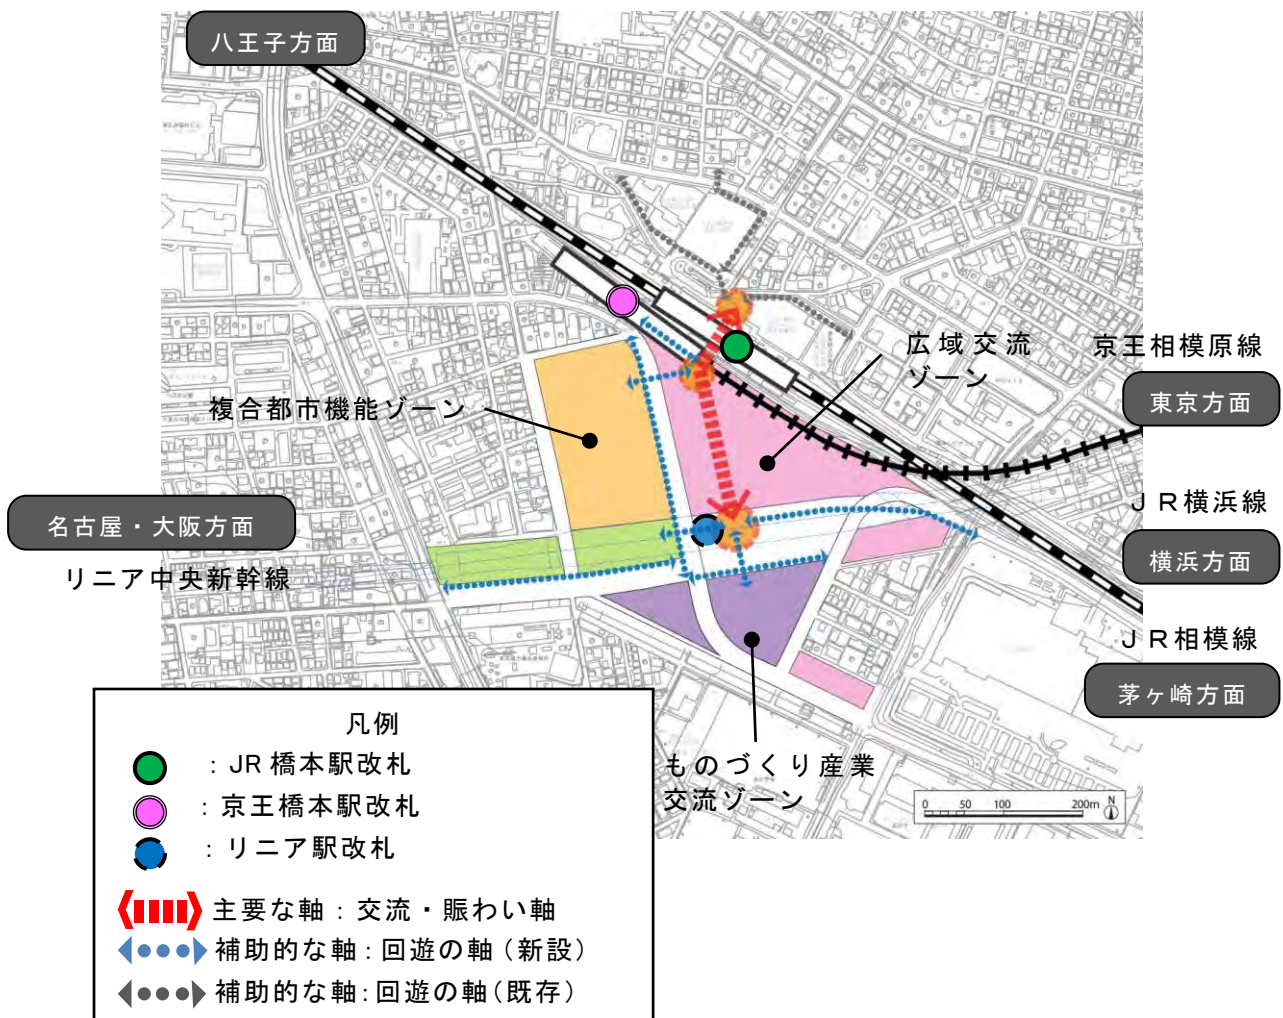 八王子方面
広域交流
ゾーン
京王相模原線
東京方面
複合都市機能ゾーン
名古屋・大阪方面
リニア中央新幹線
ＪＲ横浜線
横浜方面
ＪＲ相模線
茅ヶ崎方面
ものづくり産業
交流ゾーン
0 50 100 200m
N
凡例
：JR 橋本駅改札
：京王橋本駅改札
：リニア駅改札
主要な軸：交流・賑わい軸
補助的な軸：回遊の軸（新設）
補助的な軸：回遊の軸（既存）